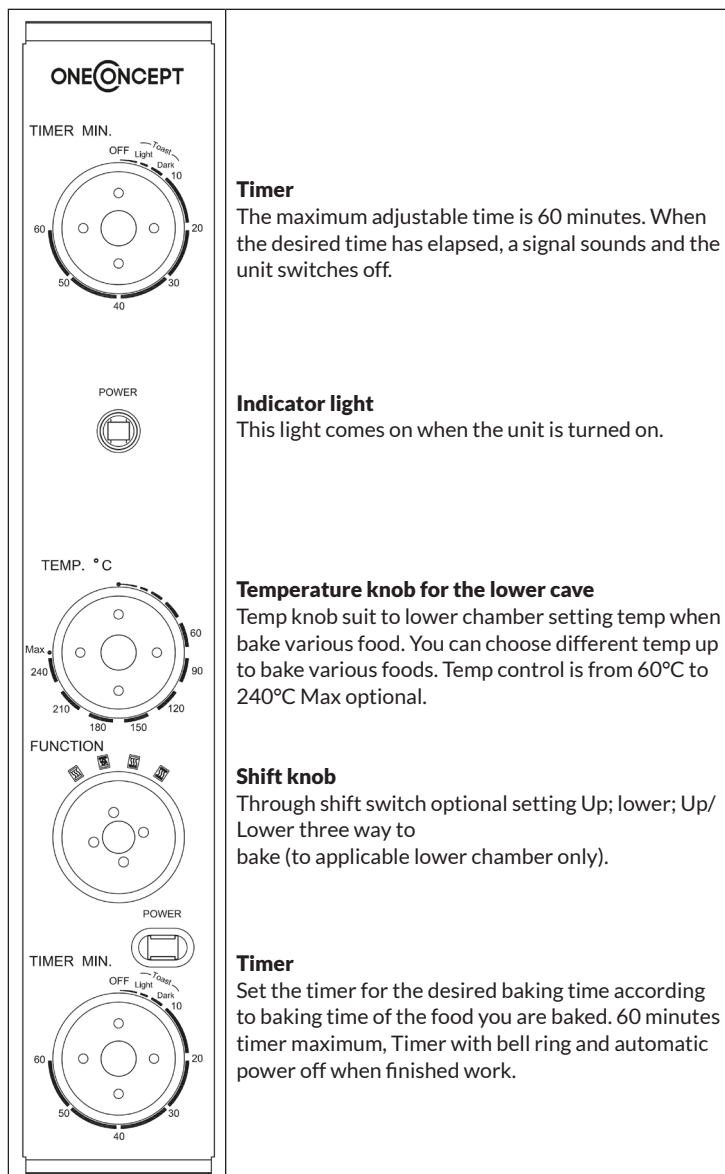 ONECONCEPT
TIMER MIN.
OFF Light Toast Dark 10
20
30
40
50
60
Timer
The maximum adjustable time is 60 minutes. When
the desired time has elapsed, a signal sounds and the
unit switches off.
POWER
Indicator light
This light comes on when the unit is turned on.
TEMP. °C
60
90
120
150
180
210
240
Max
Temperature knob for the lower cave
Temp knob suit to lower chamber setting temp when
bake various food. You can choose different temp up
to bake various foods. Temp control is from 60°C to
240°C Max optional.
FUNCTION
Shift knob
Through shift switch optional setting Up; lower; Up/
Lower three way to
bake (to applicable lower chamber only).
POWER
TIMER MIN.
OFF Light Toast Dark 10
20
30
40
50
60
Timer
Set the timer for the desired baking time according
to baking time of the food you are baked. 60 minutes
timer maximum, Timer with bell ring and automatic
power off when finished work.